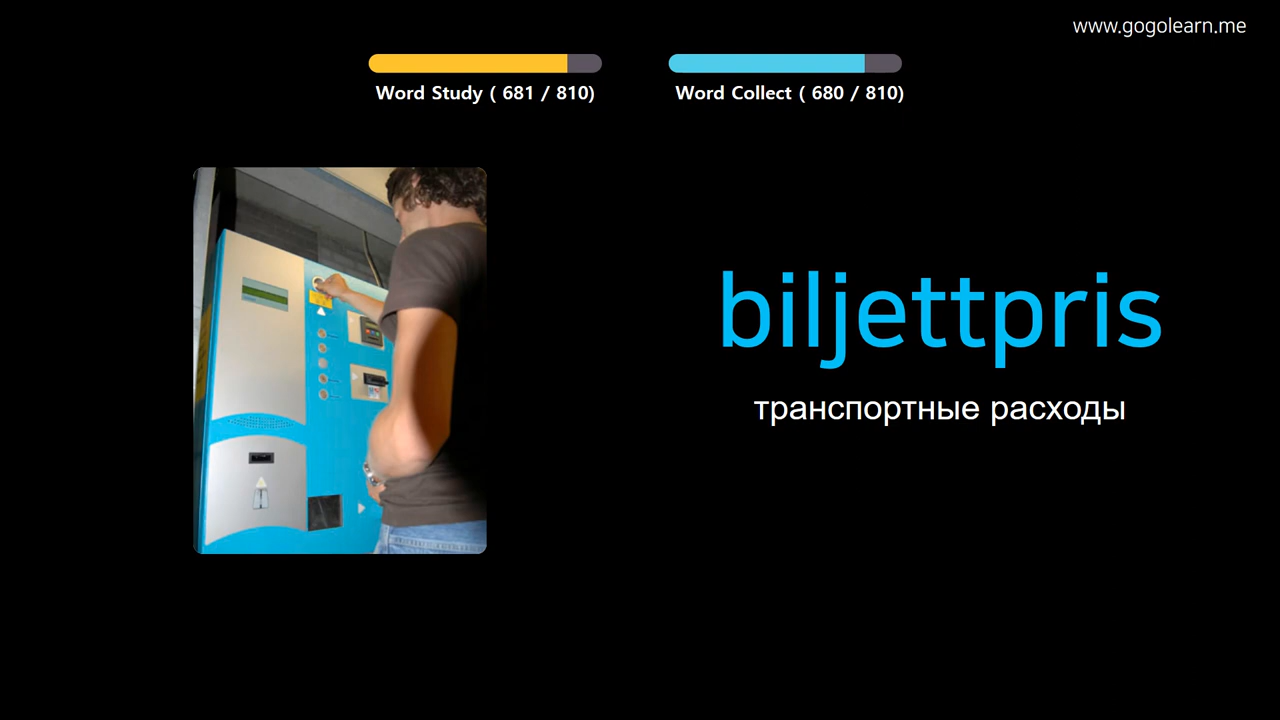 www.gogolearn.me
Word Study ( 681 / 810)
Word Collect ( 680 / 810)
biljettpris
транспортные расходы